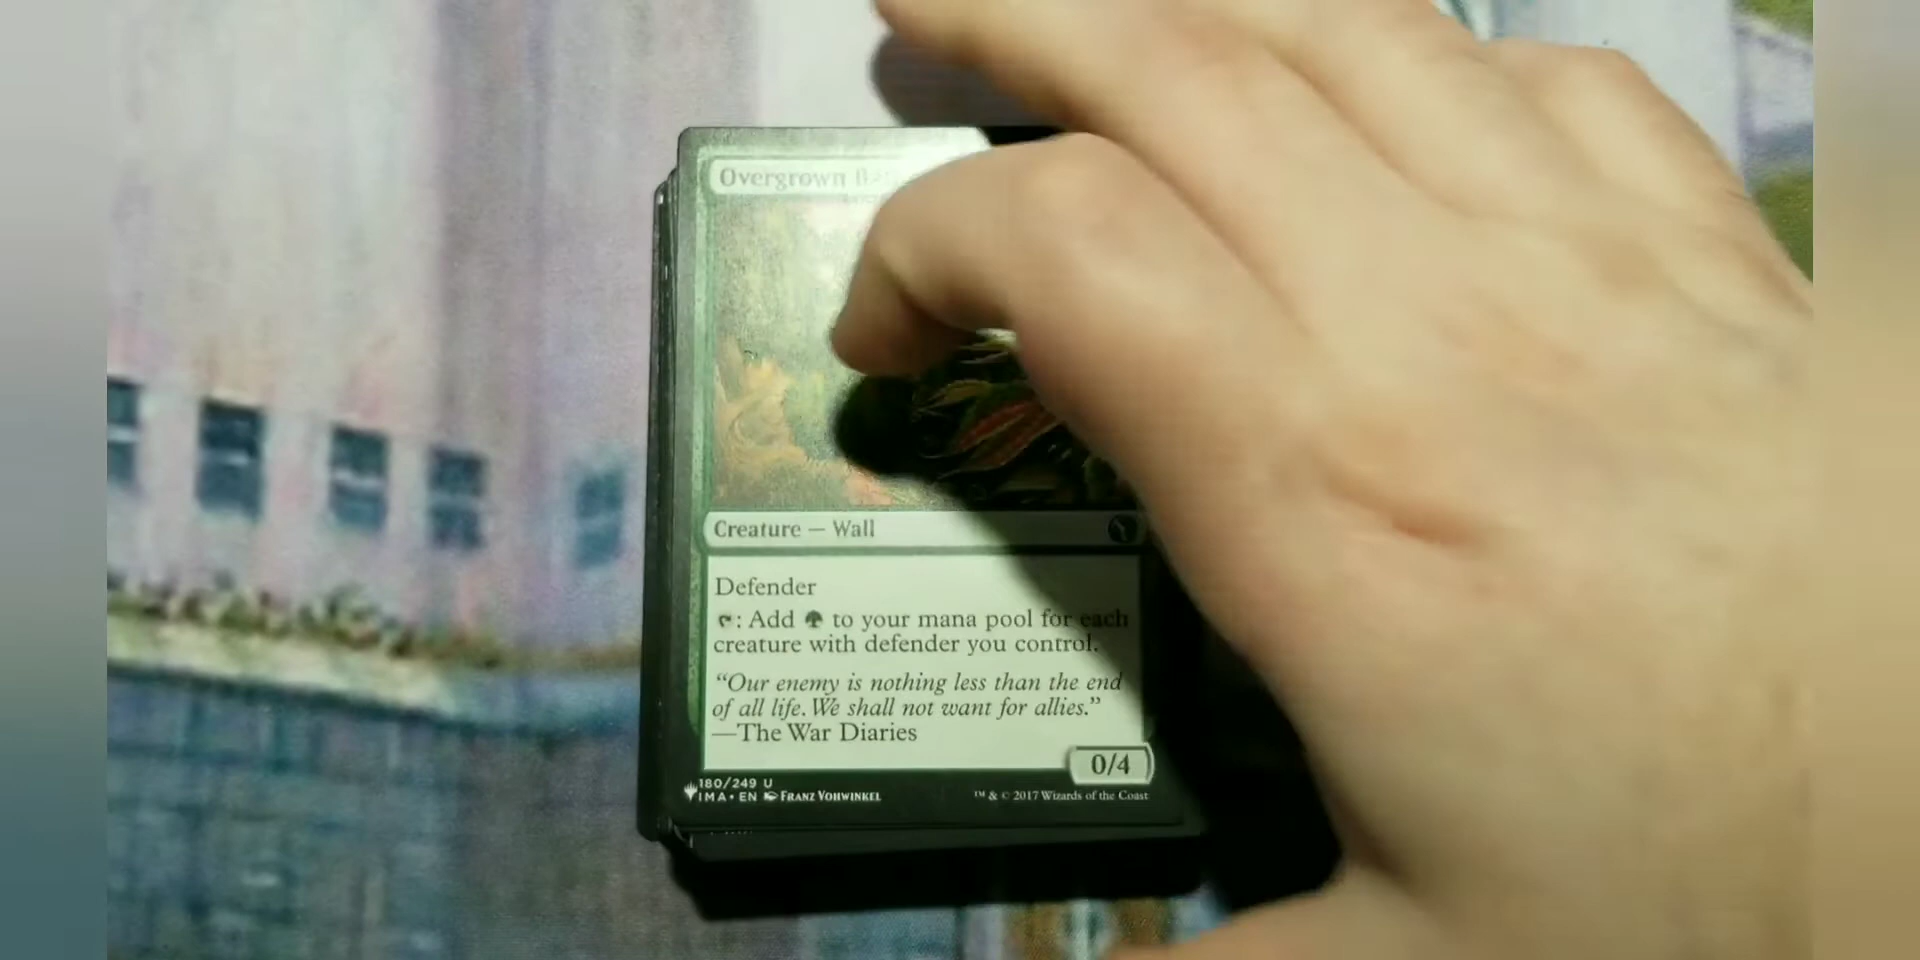 Overgrown
Creature — Wall
Defender
: Add to your mana pool for each
creature with defender you control.
“Our enemy is nothing less than the end
of all life. We shall not want for allies.”
—The War Diaries
0/4
180/249 U
IMA • EN Franz Vohwinkel
™ & © 2017 Wizards of the Coast